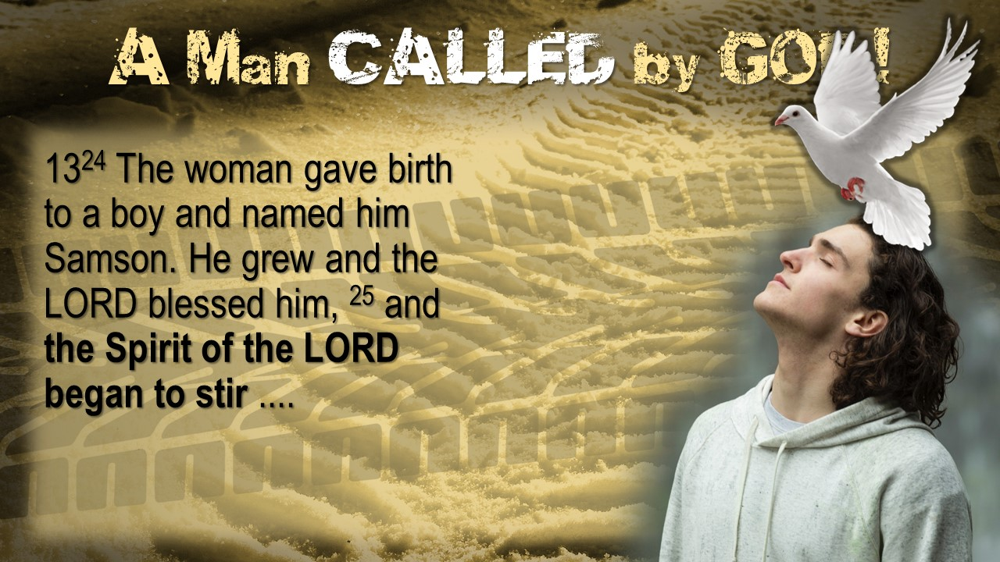 A Man CALLED by GOD!
13²⁴ The woman gave birth
to a boy and named him
Samson. He grew and the
LORD blessed him, ²⁵ and
the Spirit of the LORD
began to stir ....